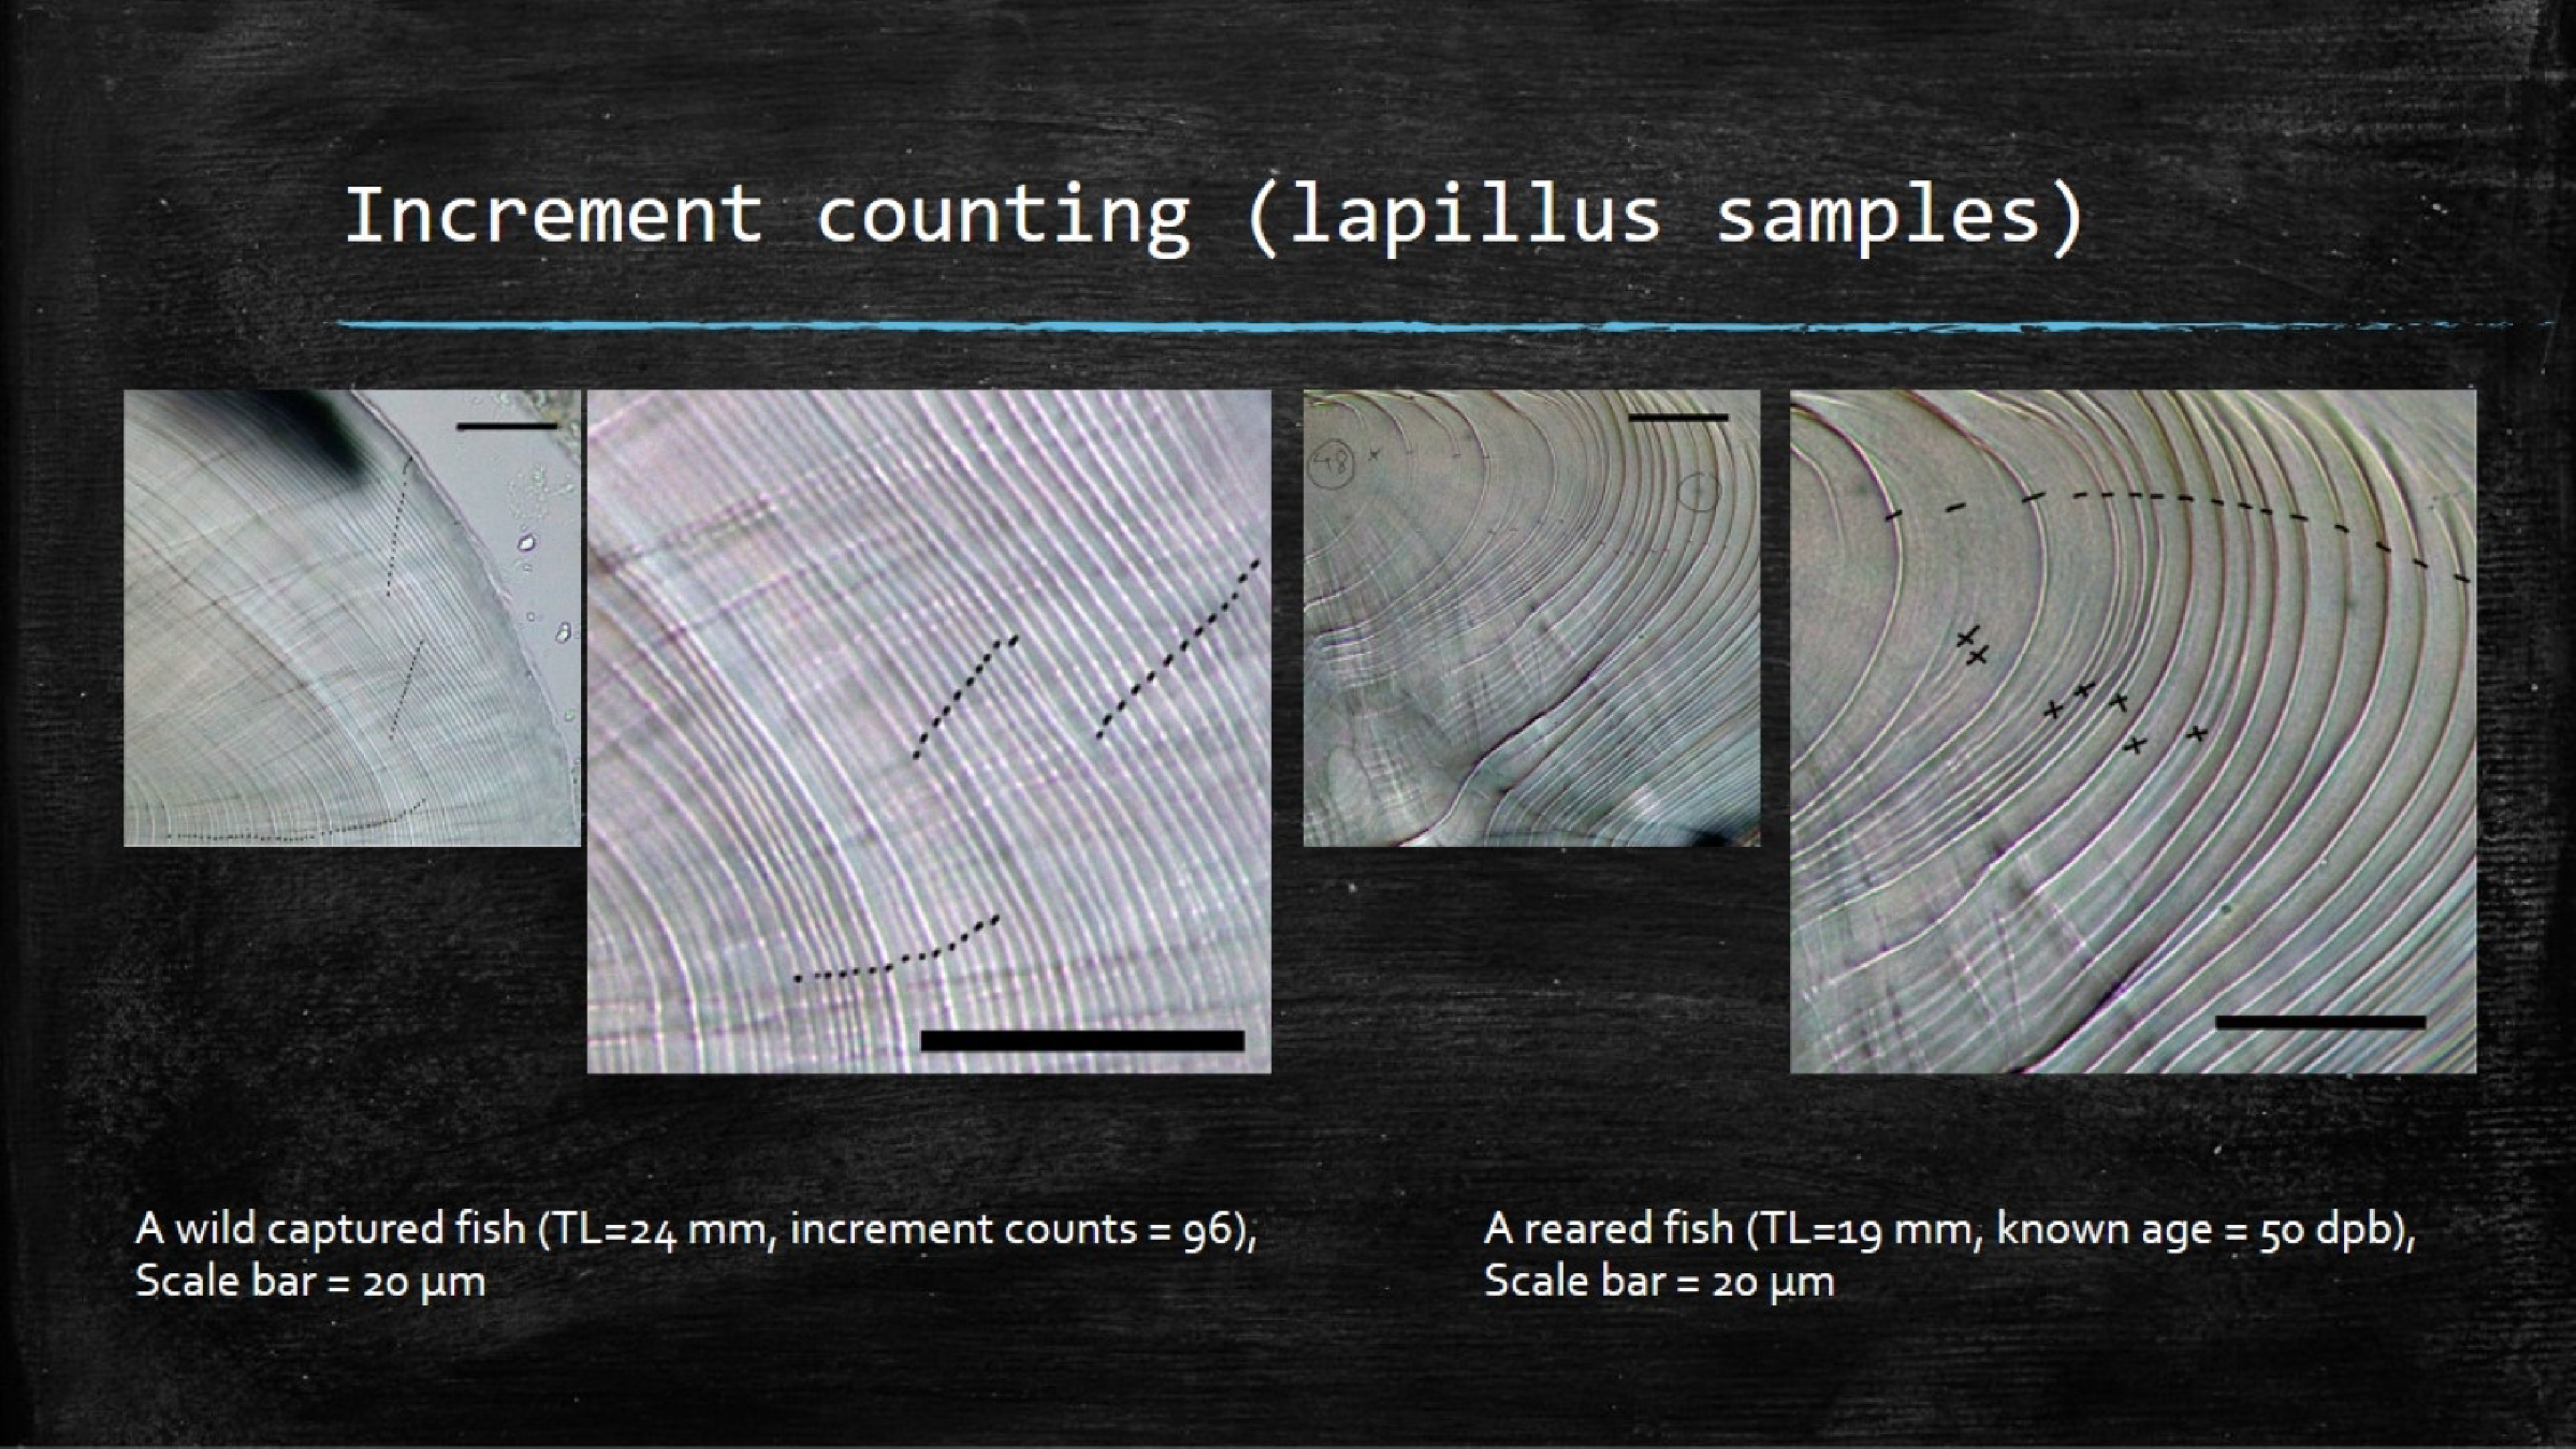 Increment counting (lapillus samples)
48
A wild captured fish (TL=24 mm, increment counts = 96),
Scale bar = 20 µm
A reared fish (TL=19 mm, known age = 50 dpb),
Scale bar = 20 µm